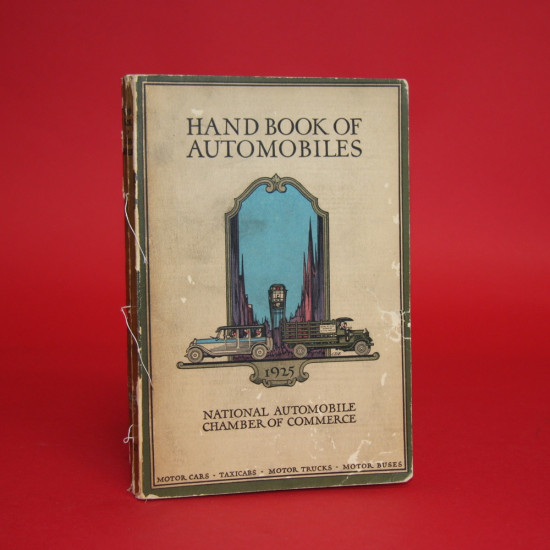 HAND BOOK OF
AUTOMOBILES
1925
NATIONAL AUTOMOBILE
CHAMBER OF COMMERCE
MOTOR CARS · TAXICABS · MOTOR TRUCKS · MOTOR BUSES